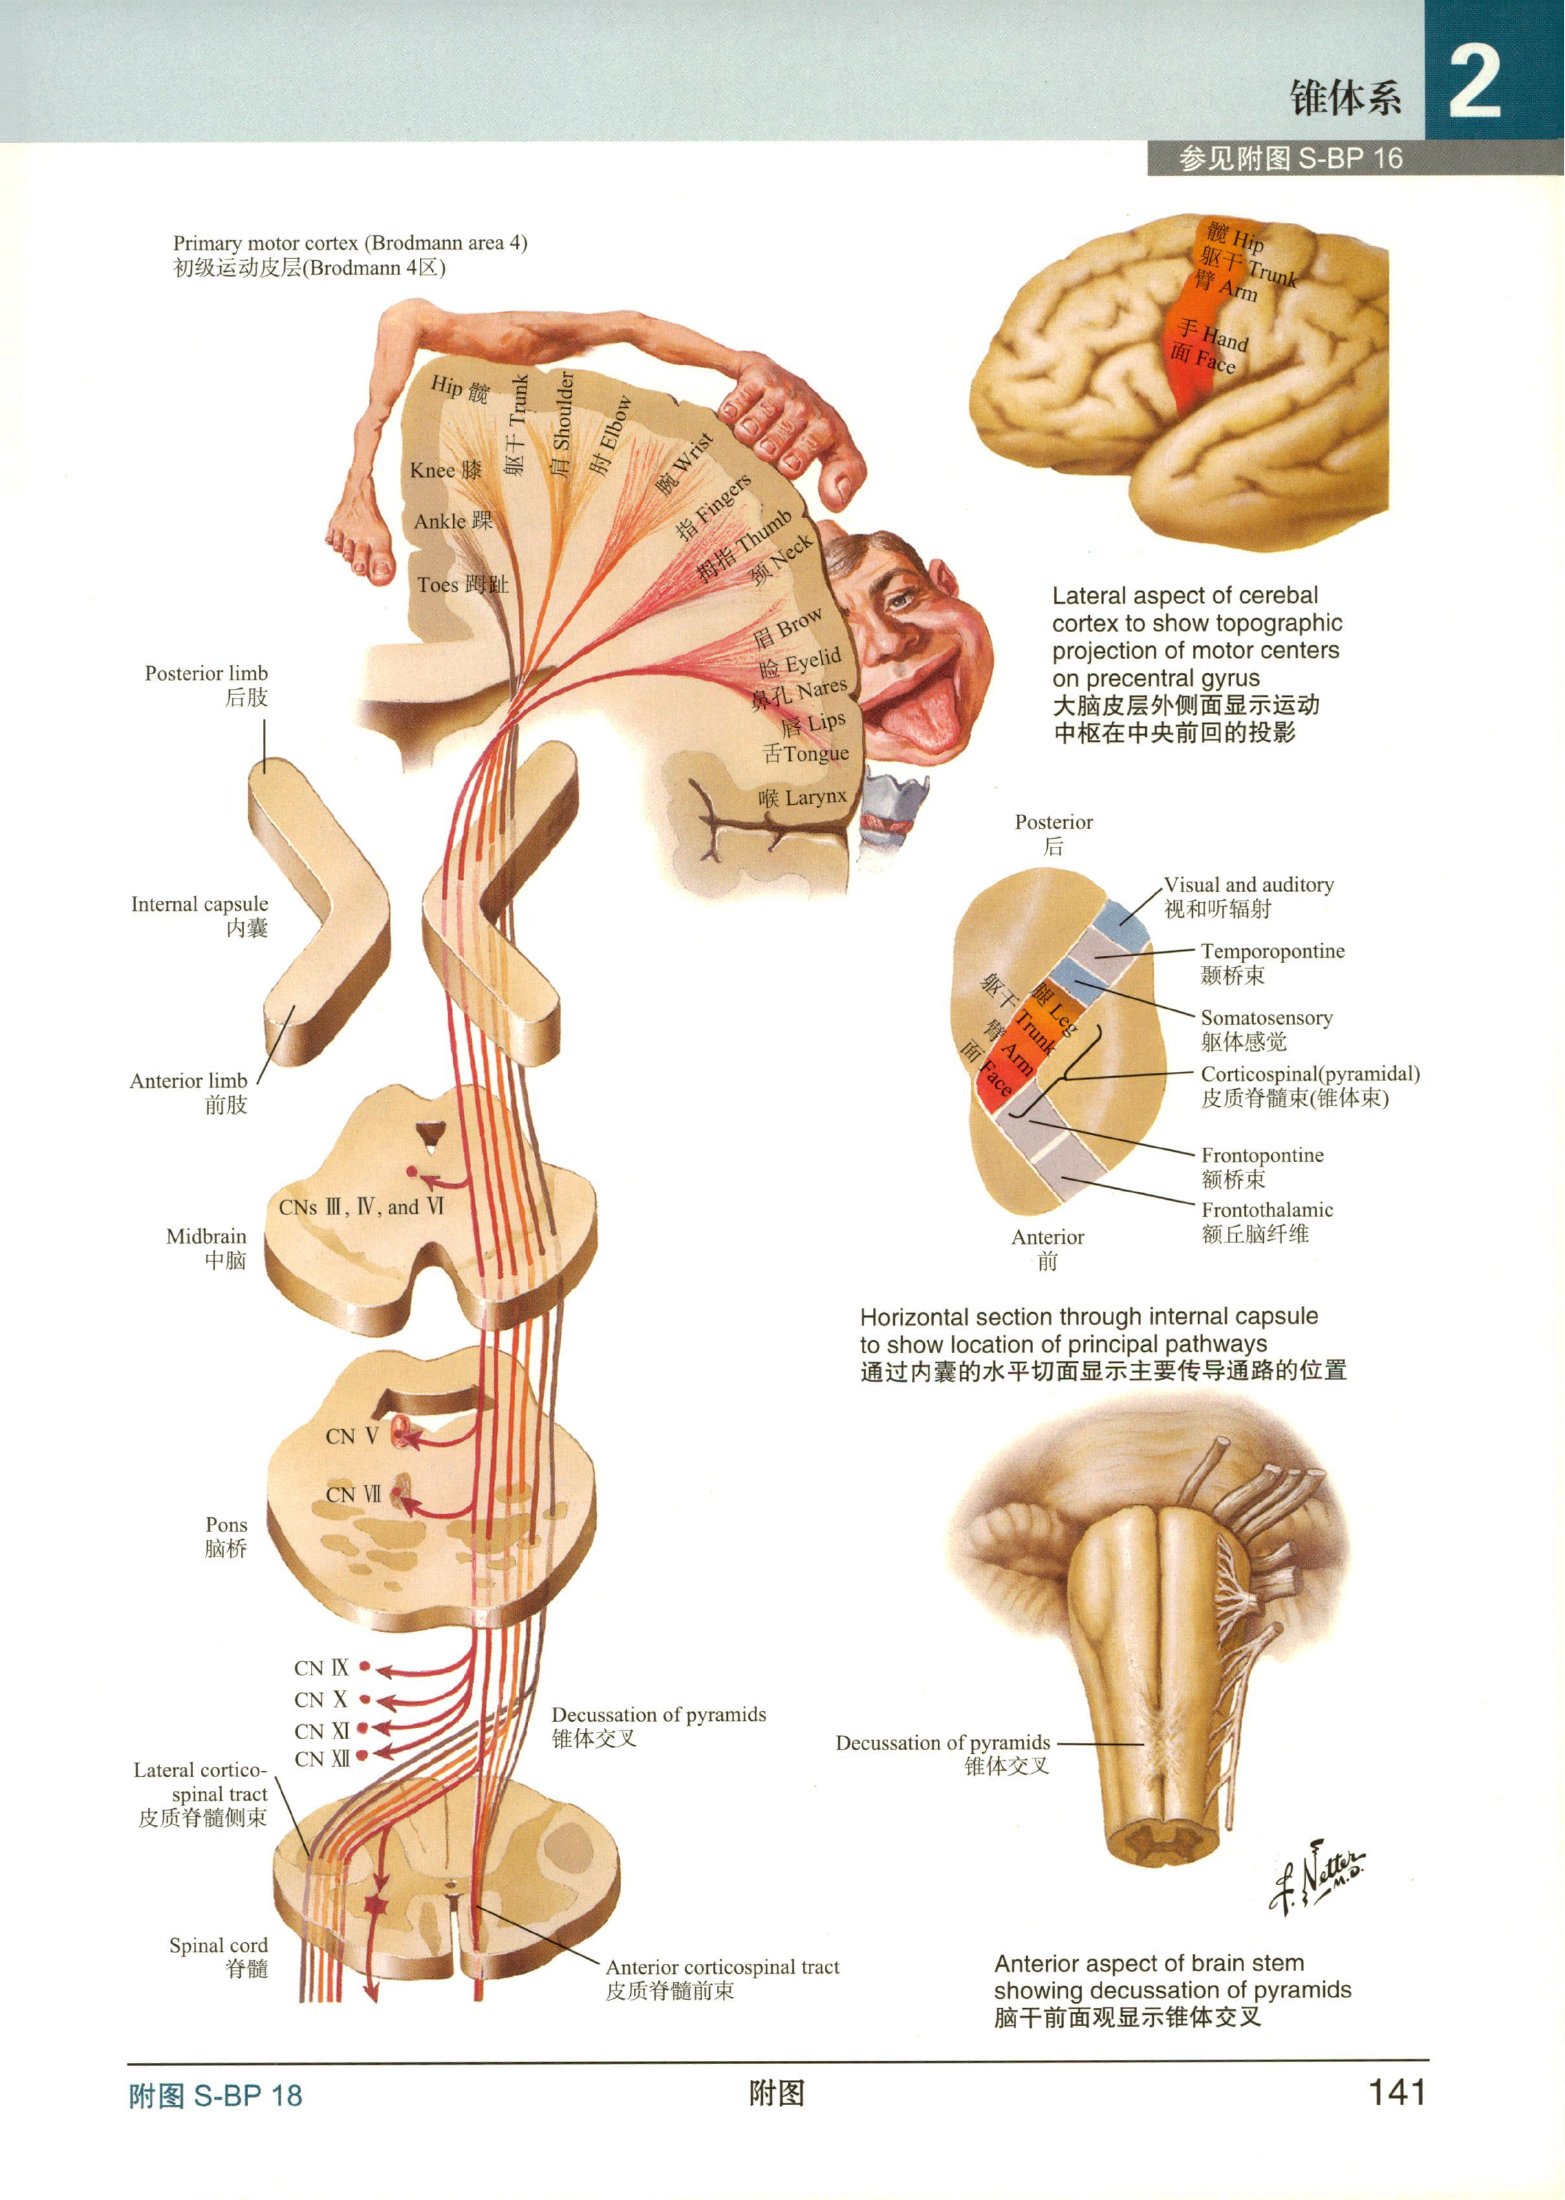 锥体系
2
参见附图 S-BP 16
Primary motor cortex (Brodmann area 4)
初级运动皮层(Brodmann 4区)
Hip 髋
躯干 Trunk
肩 Shoulder
肘 Elbow
腕 Wrist
指 Fingers
拇指 Thumb
颈 Neck
眉 Brow
睑 Eyelid
鼻孔 Nares
唇 Lips
舌Tongue
喉 Larynx
Knee 膝
Ankle 踝
Toes 踇趾
髋 Hip
躯干 Trunk
臂 Arm
手 Hand
面 Face
Lateral aspect of cerebal
cortex to show topographic
projection of motor centers
on precentral gyrus
大脑皮层外侧面显示运动
中枢在中央前回的投影
Posterior limb
后肢
Internal capsule
内囊
Anterior limb
前肢
Posterior
后
Visual and auditory
视和听辐射
Temporopontine
颞桥束
Somatosensory
躯体感觉
Corticospinal(pyramidal)
皮质脊髓束(锥体束)
Frontopontine
额桥束
Frontothalamic
额丘脑纤维
腿 Leg
躯干 Trunk
臂 Arm
面 Face
Anterior
前
Horizontal section through internal capsule
to show location of principal pathways
通过内囊的水平切面显示主要传导通路的位置
CNs Ⅲ, Ⅳ, and Ⅵ
Midbrain
中脑
CN Ⅴ
CN Ⅶ
Pons
脑桥
CN Ⅸ
CN Ⅹ
CN Ⅺ
CN Ⅻ
Decussation of pyramids
锥体交叉
Lateral cortico-
spinal tract
皮质脊髓侧束
Spinal cord
脊髓
Anterior corticospinal tract
皮质脊髓前束
Decussation of pyramids
锥体交叉
F. Netter
M.D.
Anterior aspect of brain stem
showing decussation of pyramids
脑干前面观显示锥体交叉
附图 S-BP 18
附图
141